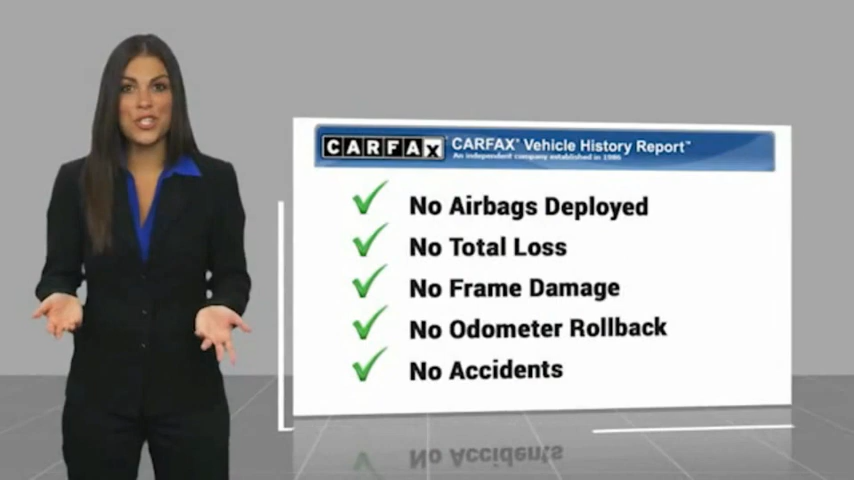 CARFAX CARFAX® Vehicle History Report™
An independent company established in 1986
No Airbags Deployed
No Total Loss
No Frame Damage
No Odometer Rollback
No Accidents
No Accidents